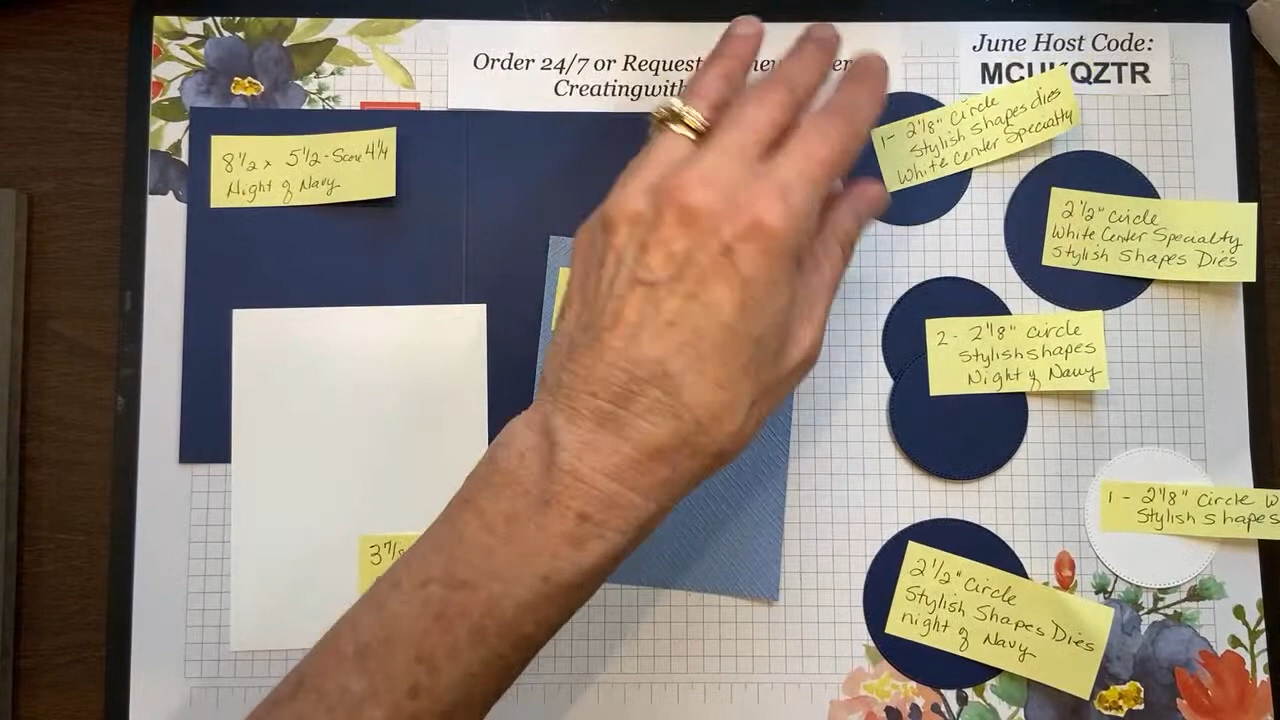 Order 24/7 or Request
Creatingwith
June Host Code:
8½ x 5½ - Score 4¼
Night of Navy
1 - 2⅛" Circle
Stylish Shapes dies
White Center Specialty
2½" Circle
White Center Specialty
Stylish Shapes Dies
2 - 2⅛" Circle
Stylish shapes
Night of Navy
1 - 2⅛" Circle W
Stylish shapes
3⅞
2½" Circle
Stylish Shapes Dies
night of Navy